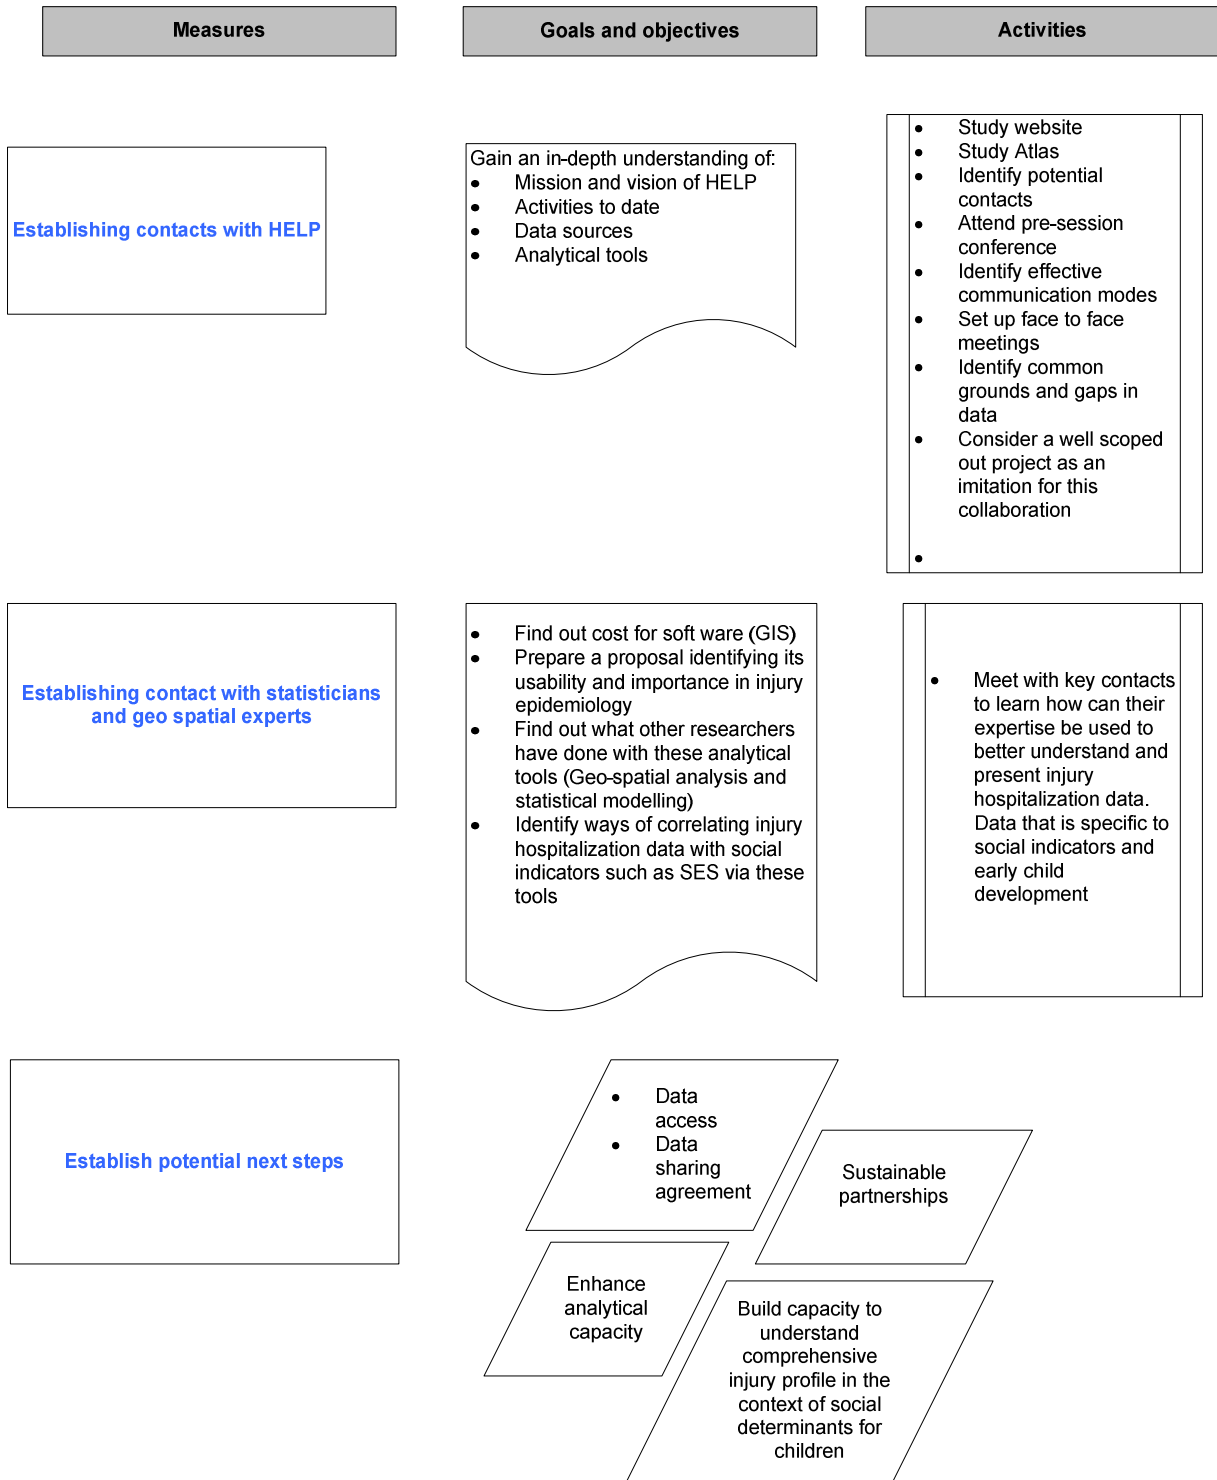 Measures
Goals and objectives
Activities
Establishing contacts with HELP
Gain an in-depth understanding of:
• Mission and vision of HELP
• Activities to date
• Data sources
• Analytical tools
• Study website
• Study Atlas
• Identify potential
contacts
• Attend pre-session
conference
• Identify effective
communication modes
• Set up face to face
meetings
• Identify common
grounds and gaps in
data
• Consider a well scoped
out project as an
imitation for this
collaboration
•
Establishing contact with statisticians
and geo spatial experts
• Find out cost for soft ware (GIS)
• Prepare a proposal identifying its
usability and importance in injury
epidemiology
• Find out what other researchers
have done with these analytical
tools (Geo-spatial analysis and
statistical modelling)
• Identify ways of correlating injury
hospitalization data with social
indicators such as SES via these
tools
• Meet with key contacts
to learn how can their
expertise be used to
better understand and
present injury
hospitalization data.
Data that is specific to
social indicators and
early child
development
Establish potential next steps
• Data
access
• Data
sharing
agreement
Sustainable
partnerships
Enhance
analytical
capacity
Build capacity to
understand
comprehensive
injury profile in the
context of social
determinants for
children